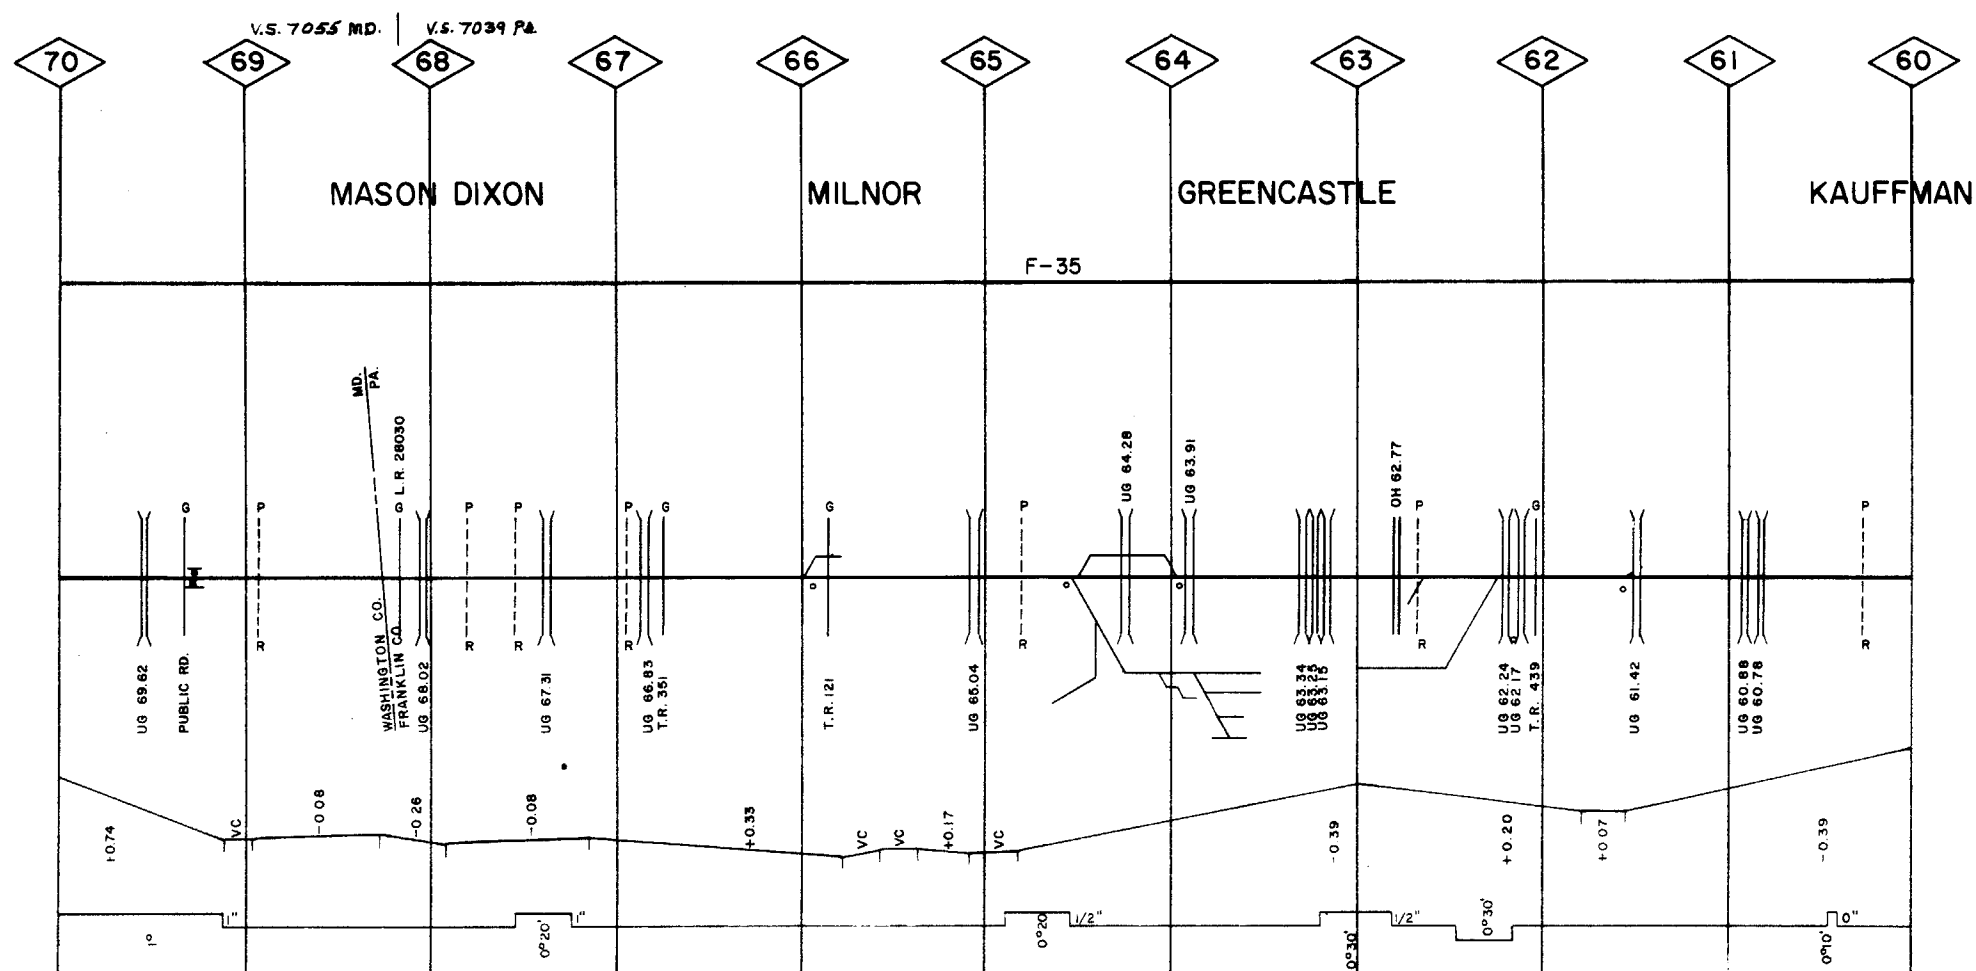 V.S. 7055 MD. | V.S. 7039 PA.
70 69 68 67 66 65 64 63 62 61 60
MASON DIXON MILNOR GREENCASTLE KAUFFMAN
F-35
MD.
PA.
G L.R. 28030
UG 64.28
UG 63.91
OH 62.77
G P P P P G G P P G P
R R R R R R
WASHINGTON CO.
FRANKLIN CO.
UG 69.62
PUBLIC RD.
UG 68.02
UG 67.31
UG 66.83
T.R. 351
T.R. 121
UG 65.04
UG 63.34
UG 63.25
UG 63.15
UG 62.24
UG 62.17
T.R. 439
UG 61.42
UG 60.88
UG 60.78
+0.74 VC -0.08 -0.26 -0.08 +0.33 VC VC +0.17 VC -0.39 +0.20 +0.07 -0.39
1" 1" 1/2" 1/2" 0°30' 0"
1° 0°20' 0°20' 0°30' 0°10'